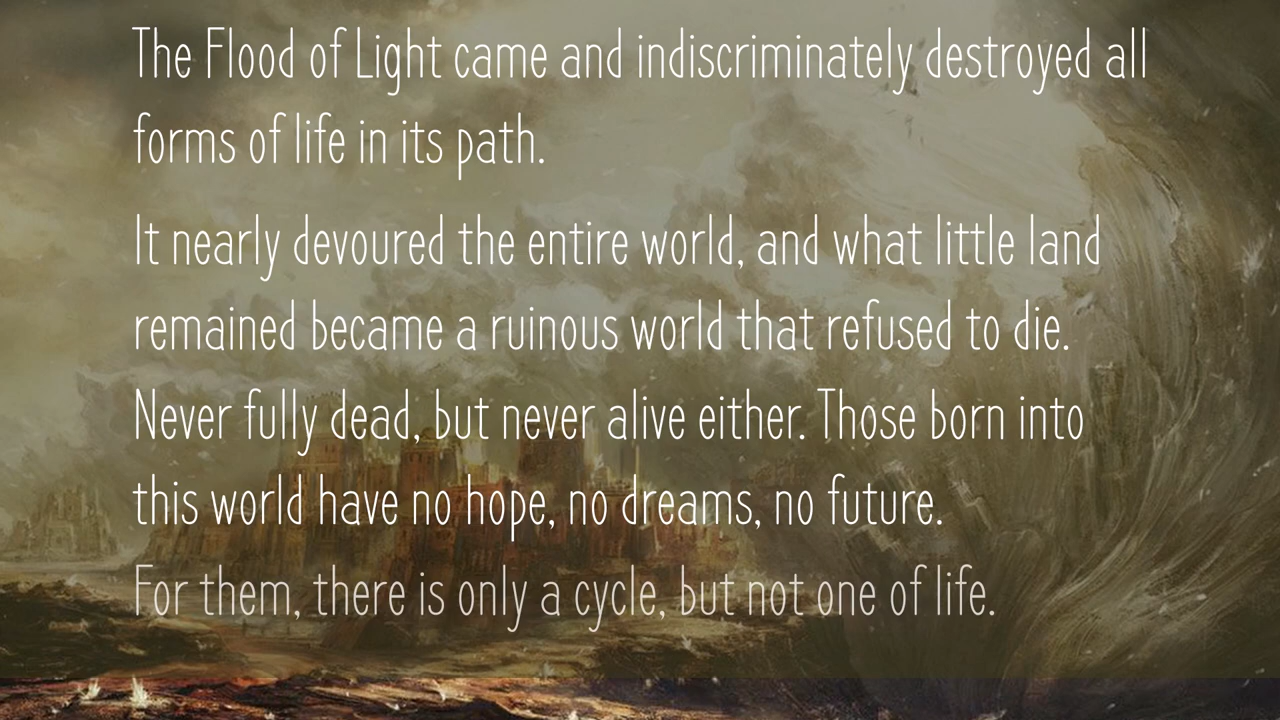 The Flood of Light came and indiscriminately destroyed all
forms of life in its path.
It nearly devoured the entire world, and what little land
remained became a ruinous world that refused to die.
Never fully dead, but never alive either. Those born into
this world have no hope, no dreams, no future.
For them, there is only a cycle, but not one of life.